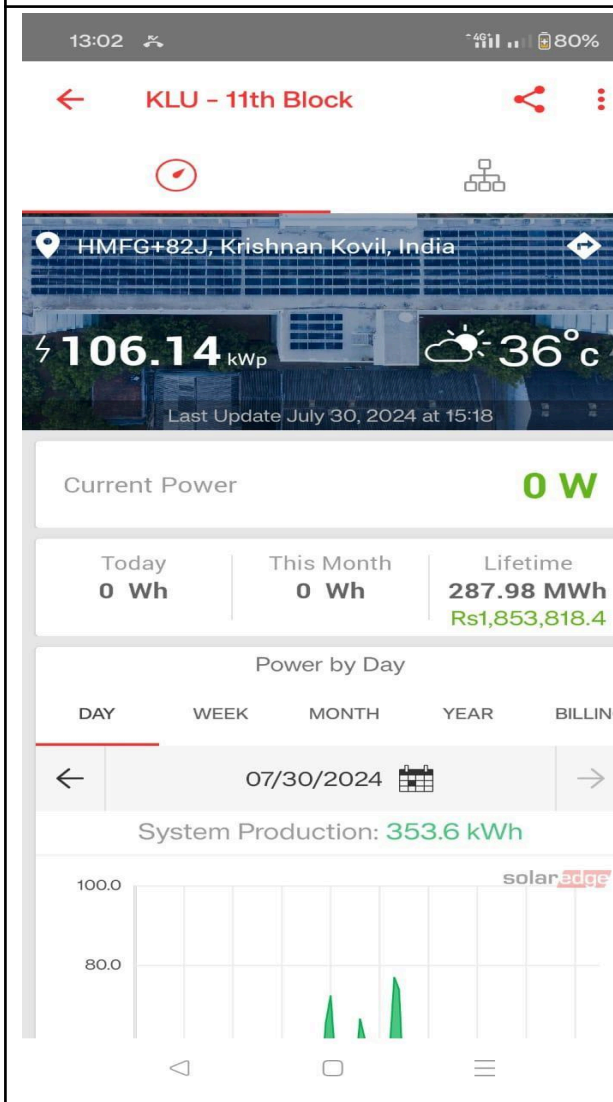 13:02 4G 80%
KLU - 11th Block
HMFG+82J, Krishnan Kovil, India
106.14 kWp 36°c
Last Update July 30, 2024 at 15:18
Current Power 0 W
Today This Month Lifetime
0 Wh 0 Wh 287.98 MWh
Rs1,853,818.4
Power by Day
DAY WEEK MONTH YEAR BILLIN
07/30/2024
System Production: 353.6 kWh
solaredge
100.0
80.0